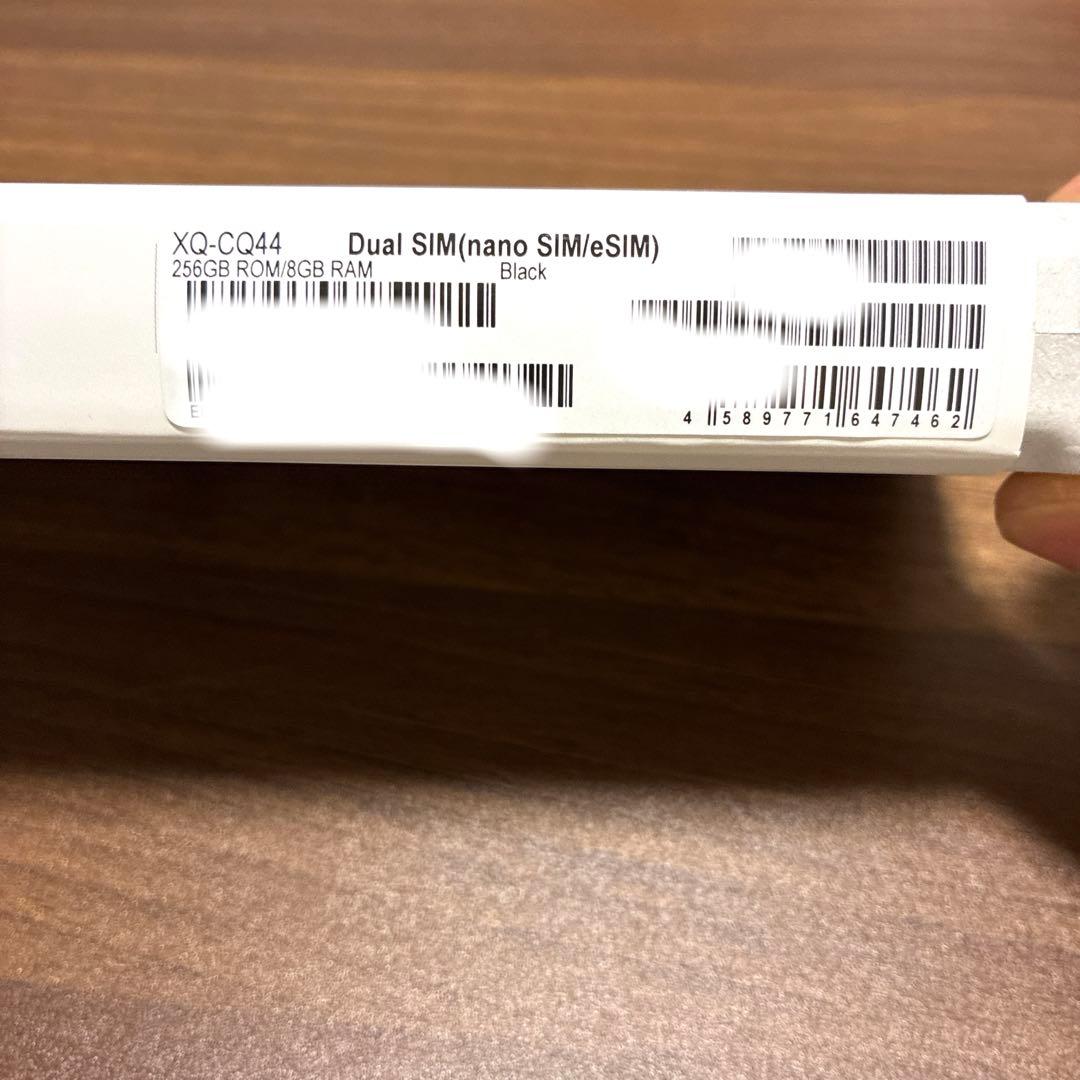 XQ-CQ44 Dual SIM(nano SIM/eSIM)
256GB ROM/8GB RAM Black
E
4 589771 647462